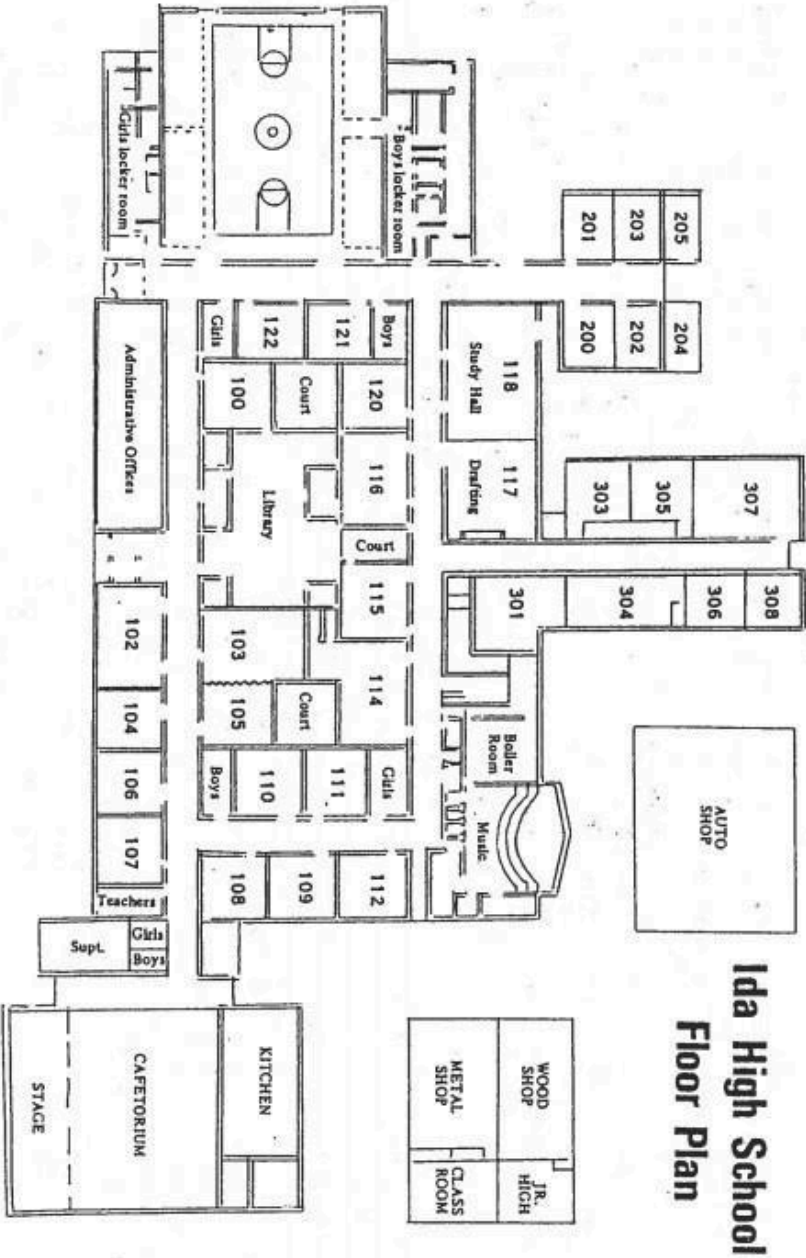 Ida High School
Floor Plan
307
308
205
204
305
306
AUTO
SHOP
203
202
303
304
201
200
301
WOOD
SHOP
JR.
HIGH
118
Study Hall
117
Drafting
Boiler
Room
Music
METAL
SHOP
CLASS
ROOM
Boys locker room
Boys
120
116
Court
115
114
Girls
112
121
Court
Court
111
109
122
100
Library
103
105
110
108
Girls
Boys
KITCHEN
Girls locker room
Administrative Offices
102
104
106
107
Teachers
Girls
Boys
Supt.
CAFETORIUM
STAGE